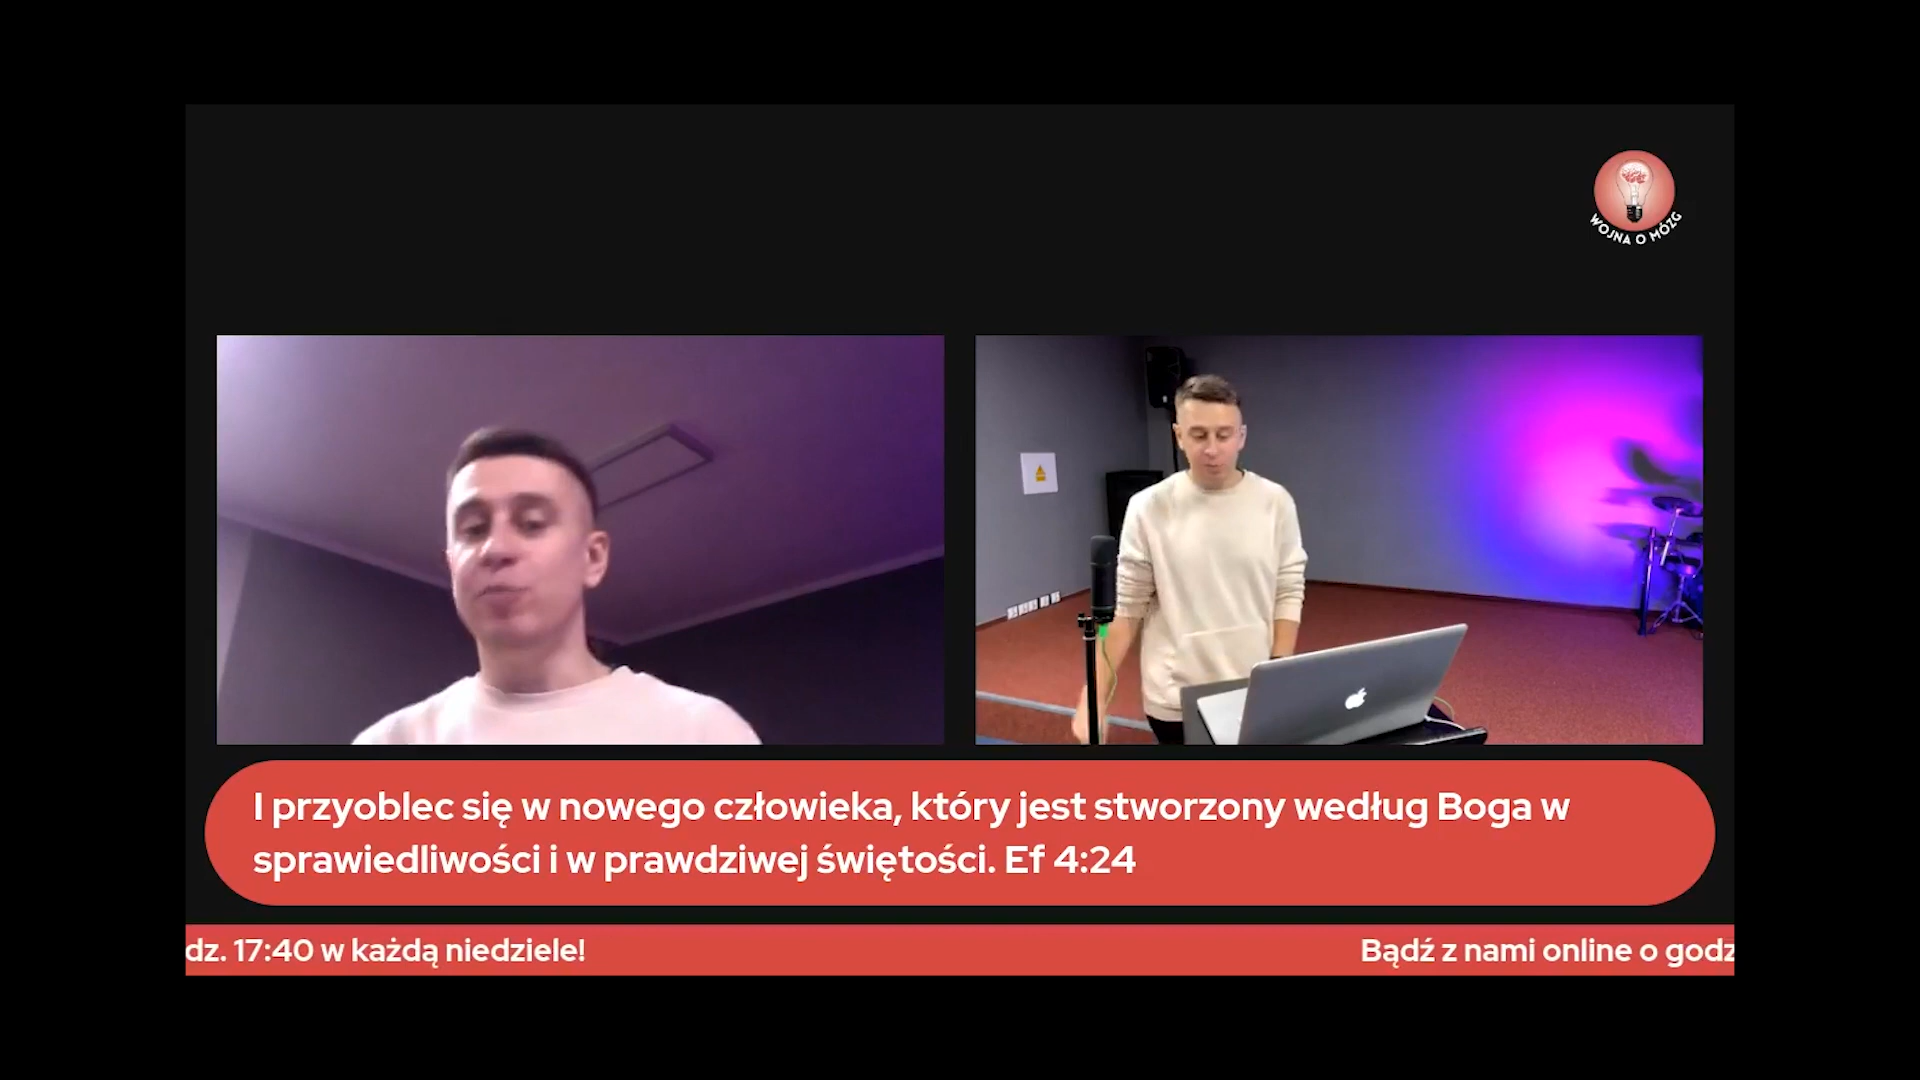 WOJNA O MÓZG
I przyoblec się w nowego człowieka, który jest stworzony według Boga w
sprawiedliwości i w prawdziwej świętości. Ef 4:24
dz. 17:40 w każdą niedziele!
Bądź z nami online o godz